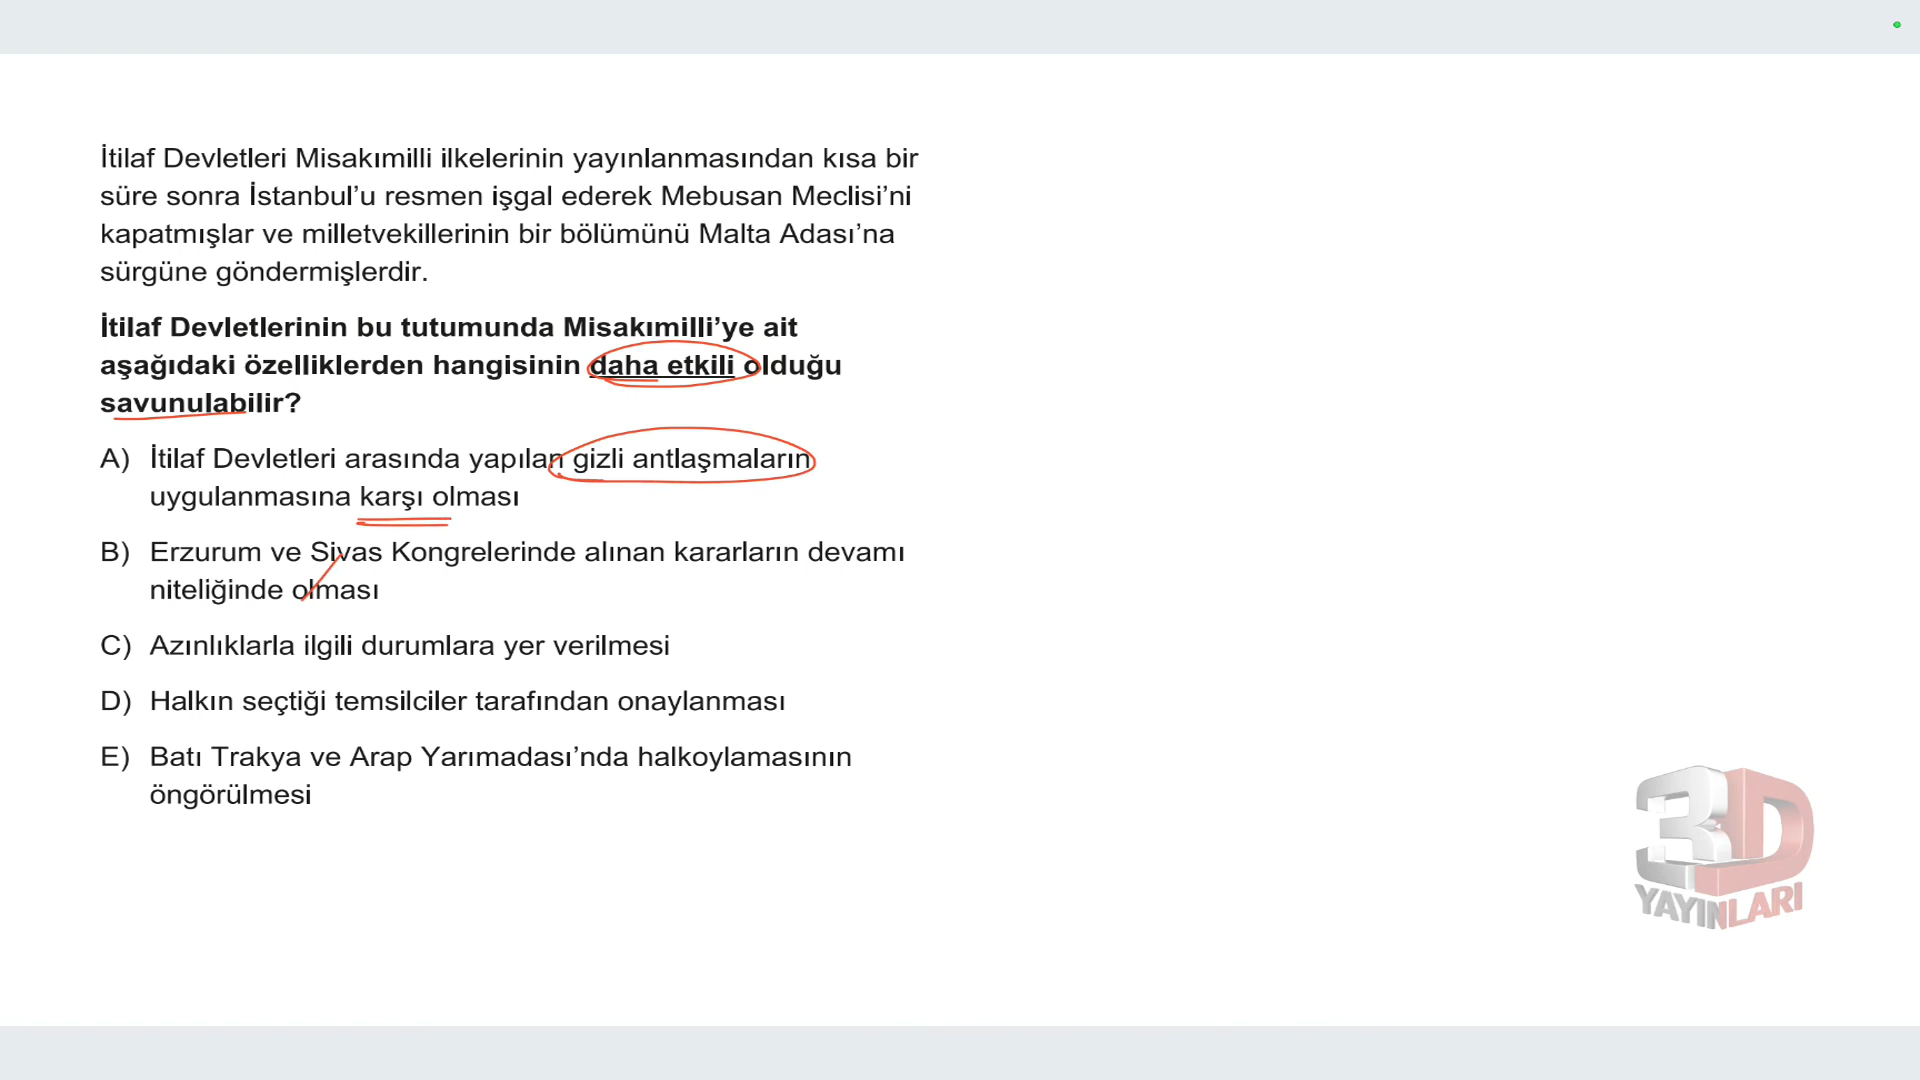 İtilaf Devletleri Misakımilli ilkelerinin yayınlanmasından kısa bir
süre sonra İstanbul’u resmen işgal ederek Mebusan Meclisi’ni
kapatmışlar ve milletvekillerinin bir bölümünü Malta Adası’na
sürgüne göndermişlerdir.
İtilaf Devletlerinin bu tutumunda Misakımilli’ye ait
aşağıdaki özelliklerden hangisinin daha etkili olduğu
savunulabilir?
A) İtilaf Devletleri arasında yapılan gizli antlaşmaların
uygulanmasına karşı olması
B) Erzurum ve Sivas Kongrelerinde alınan kararların devamı
niteliğinde olması
C) Azınlıklarla ilgili durumlara yer verilmesi
D) Halkın seçtiği temsilciler tarafından onaylanması
E) Batı Trakya ve Arap Yarımadası’nda halkoylamasının
öngörülmesi
3D
YAYINLARI